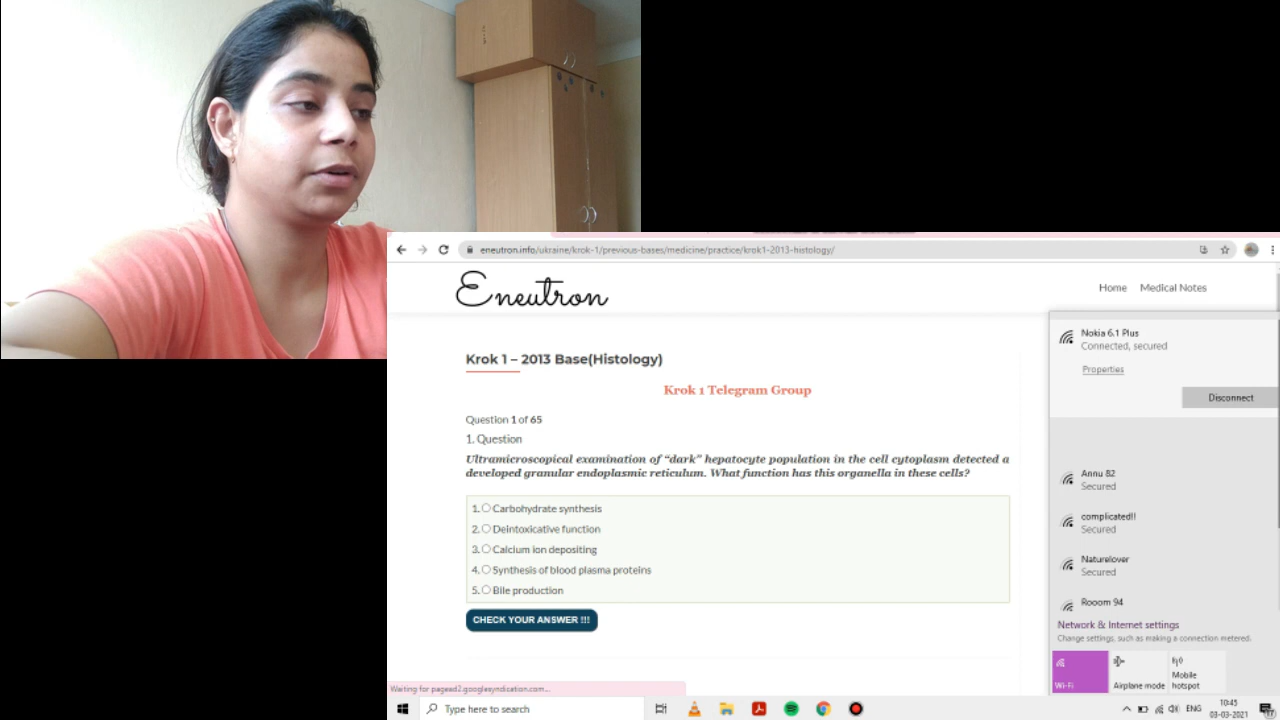 eneutron.info/ukraine/krok-1/previous-bases/medicine/practice/krok1-2013-histology/
Eneutron
Home
Medical Notes
Krok 1 – 2013 Base(Histology)
Krok 1 Telegram Group
Question 1 of 65
1. Question
Ultramicroscopical examination of “dark” hepatocyte population in the cell cytoplasm detected a
developed granular endoplasmic reticulum. What function has this organella in these cells?
1. Carbohydrate synthesis
2. Deintoxicative function
3. Calcium ion depositing
4. Synthesis of blood plasma proteins
5. Bile production
CHECK YOUR ANSWER !!!
Nokia 6.1 Plus
Connected, secured
Properties
Disconnect
Annu 82
Secured
complicated!!
Secured
Naturelover
Secured
Rooom 94
Network & Internet settings
Change settings, such as making a connection metered.
Wi-Fi
Airplane mode
Mobile
hotspot
Waiting for pagead2.googlesyndication.com...
Type here to search
ENG
10:45
03-03-2021